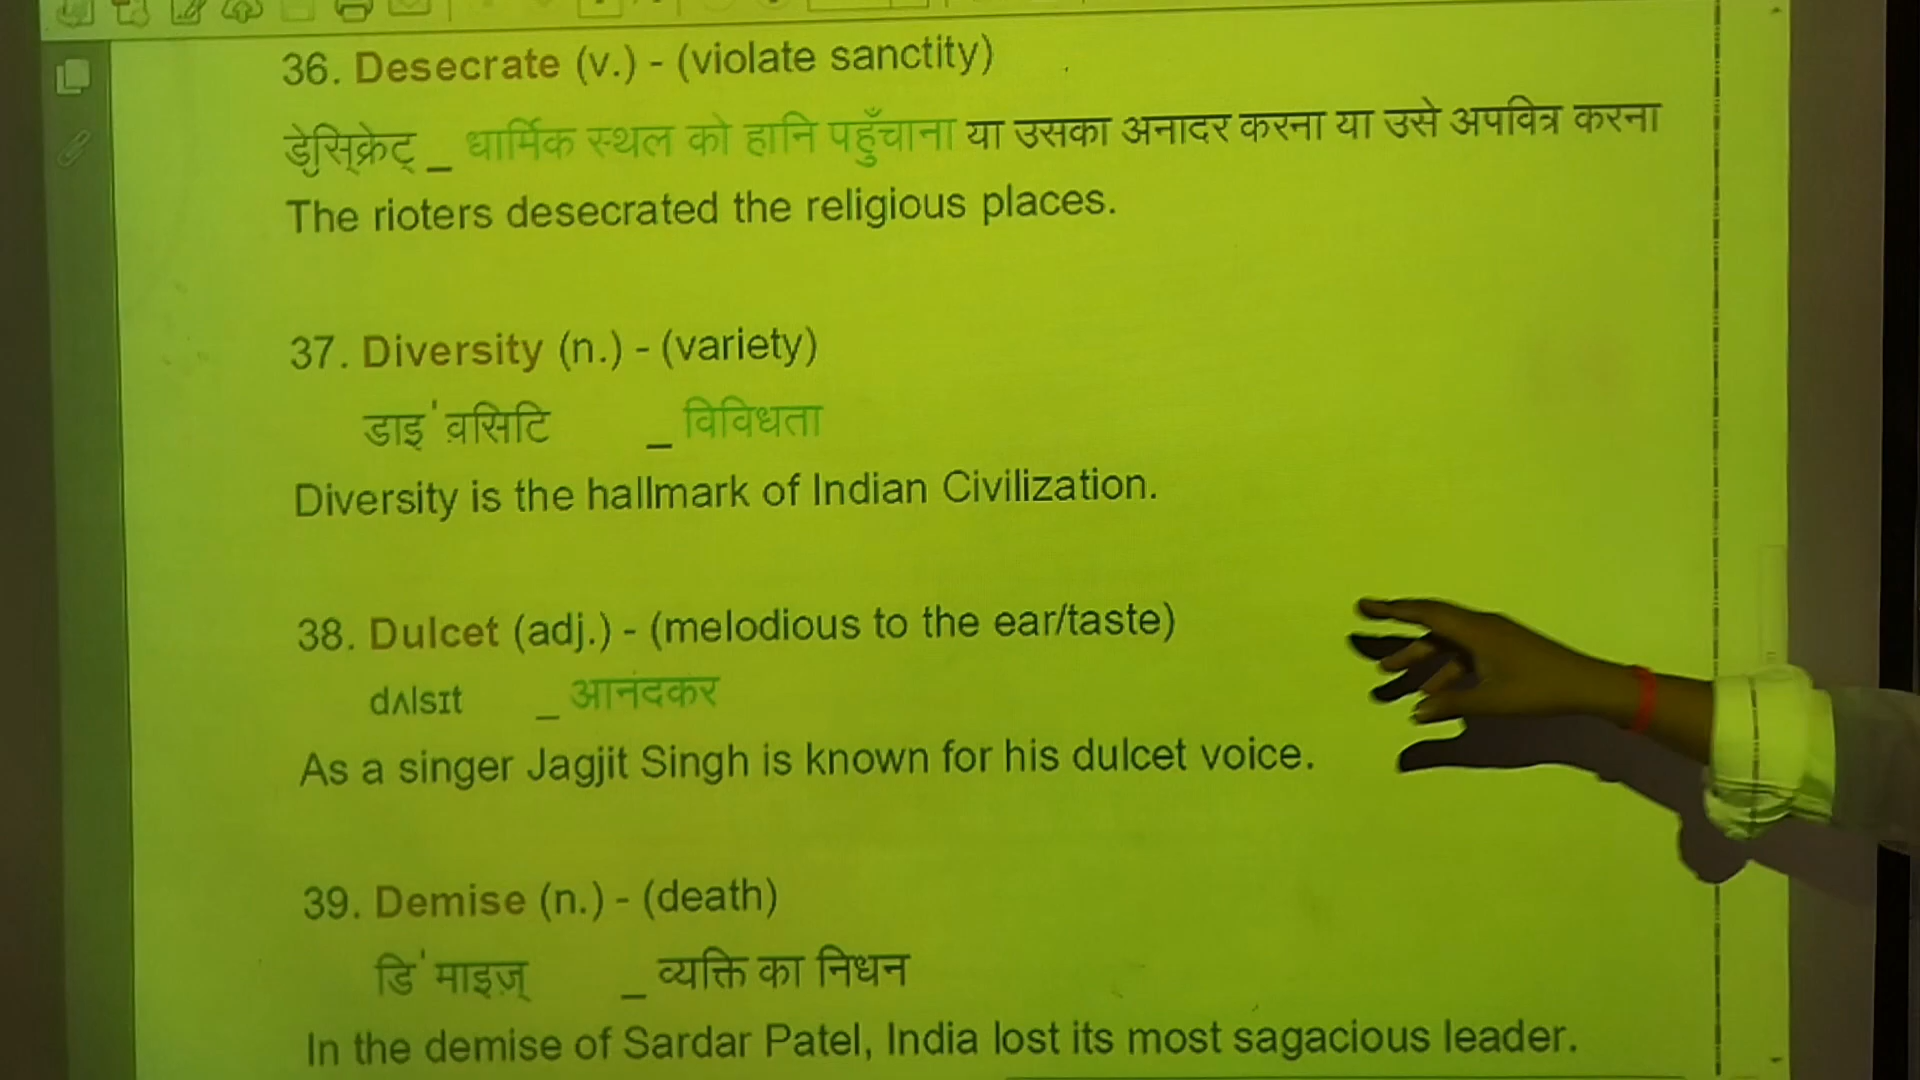 36. Desecrate (v.) - (violate sanctity)
डे़सि्क्रेट् _ धार्मिक स्थल को हानि पहुँचाना या उसका अनादर करना या उसे अपवित्र करना
The rioters desecrated the religious places.
37. Diversity (n.) - (variety)
डाइ'व़सिटि _ विविधता
Diversity is the hallmark of Indian Civilization.
38. Dulcet (adj.) - (melodious to the ear/taste)
dʌlsɪt _ आनंदकर
As a singer Jagjit Singh is known for his dulcet voice.
39. Demise (n.) - (death)
डि'माइज़् _ व्यक्ति का निधन
In the demise of Sardar Patel, India lost its most sagacious leader.